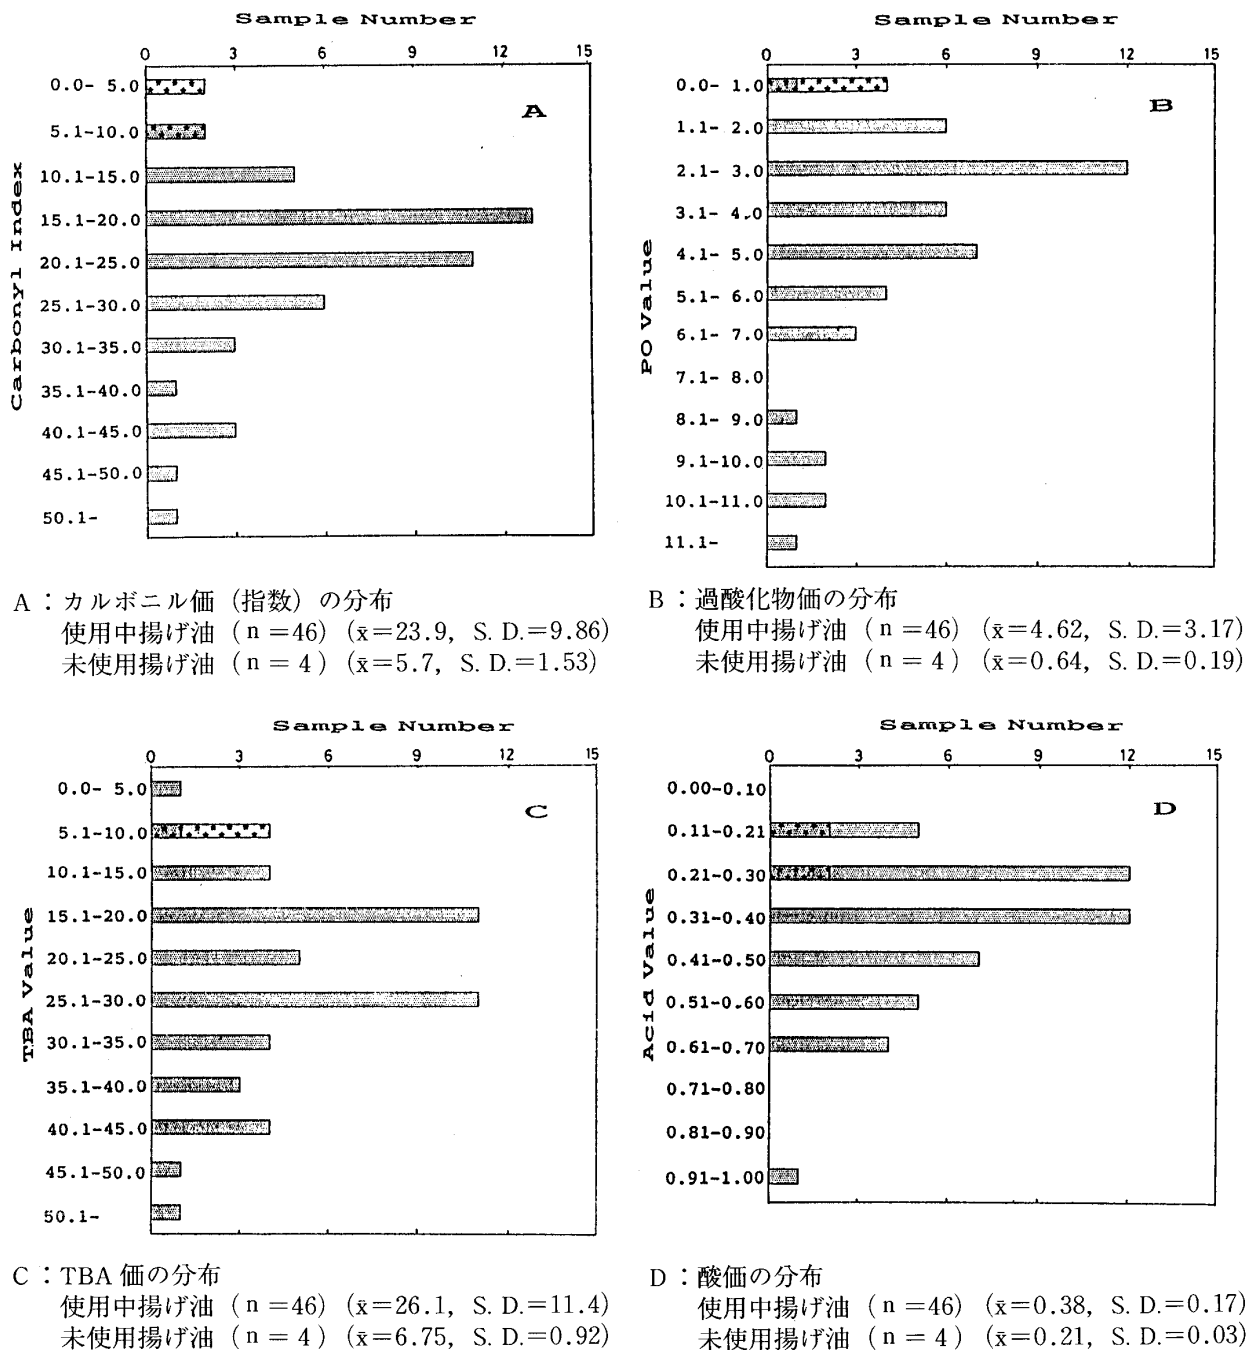 Sample Number
0 3 6 9 12 15
A
Carbonyl Index
0.0- 5.0
5.1-10.0
10.1-15.0
15.1-20.0
20.1-25.0
25.1-30.0
30.1-35.0
35.1-40.0
40.1-45.0
45.1-50.0
50.1-
A：カルボニル価（指数）の分布
使用中揚げ油（n=46）（x̄=23.9, S. D.=9.86）
未使用揚げ油（n=4）（x̄=5.7, S. D.=1.53）
Sample Number
0 3 6 9 12 15
B
PO Value
0.0- 1.0
1.1- 2.0
2.1- 3.0
3.1- 4.0
4.1- 5.0
5.1- 6.0
6.1- 7.0
7.1- 8.0
8.1- 9.0
9.1-10.0
10.1-11.0
11.1-
B：過酸化物価の分布
使用中揚げ油（n=46）（x̄=4.62, S. D.=3.17）
未使用揚げ油（n=4）（x̄=0.64, S. D.=0.19）
Sample Number
0 3 6 9 12 15
C
TBA Value
0.0- 5.0
5.1-10.0
10.1-15.0
15.1-20.0
20.1-25.0
25.1-30.0
30.1-35.0
35.1-40.0
40.1-45.0
45.1-50.0
50.1-
C：TBA 価の分布
使用中揚げ油（n=46）（x̄=26.1, S. D.=11.4）
未使用揚げ油（n=4）（x̄=6.75, S. D.=0.92）
Sample Number
0 3 6 9 12 15
D
Acid Value
0.00-0.10
0.11-0.21
0.21-0.30
0.31-0.40
0.41-0.50
0.51-0.60
0.61-0.70
0.71-0.80
0.81-0.90
0.91-1.00
D：酸価の分布
使用中揚げ油（n=46）（x̄=0.38, S. D.=0.17）
未使用揚げ油（n=4）（x̄=0.21, S. D.=0.03）